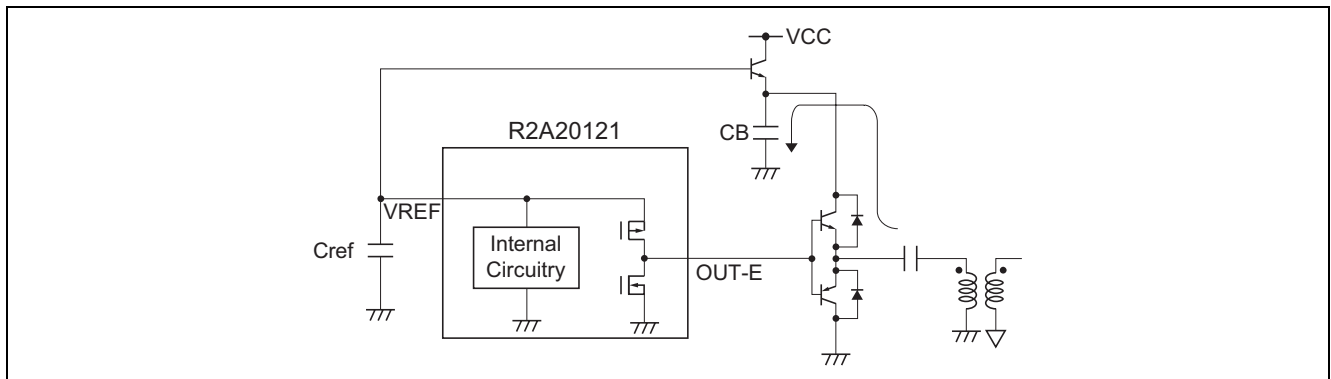 VCC
R2A20121
CB
VREF
Cref
Internal
Circuitry
OUT-E